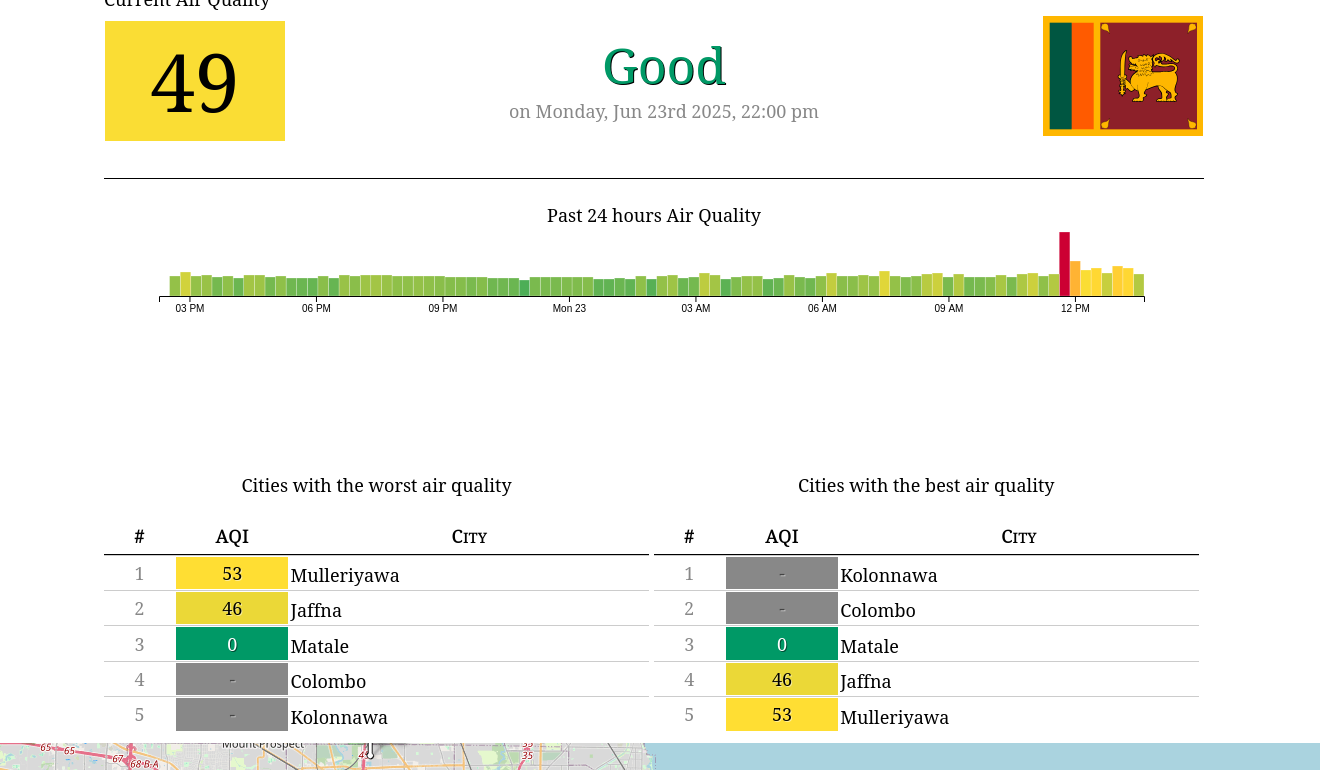 Current Air Quality
49
Good
on Monday, Jun 23rd 2025, 22:00 pm
Past 24 hours Air Quality
03 PM 06 PM 09 PM Mon 23 03 AM 06 AM 09 AM 12 PM
Cities with the worst air quality
# AQI City
1 53 Mulleriyawa
2 46 Jaffna
3 0 Matale
4 - Colombo
5 - Kolonnawa
Cities with the best air quality
# AQI City
1 - Kolonnawa
2 - Colombo
3 0 Matale
4 46 Jaffna
5 53 Mulleriyawa
Mount Prospect
65 65
67
68 B-A
35